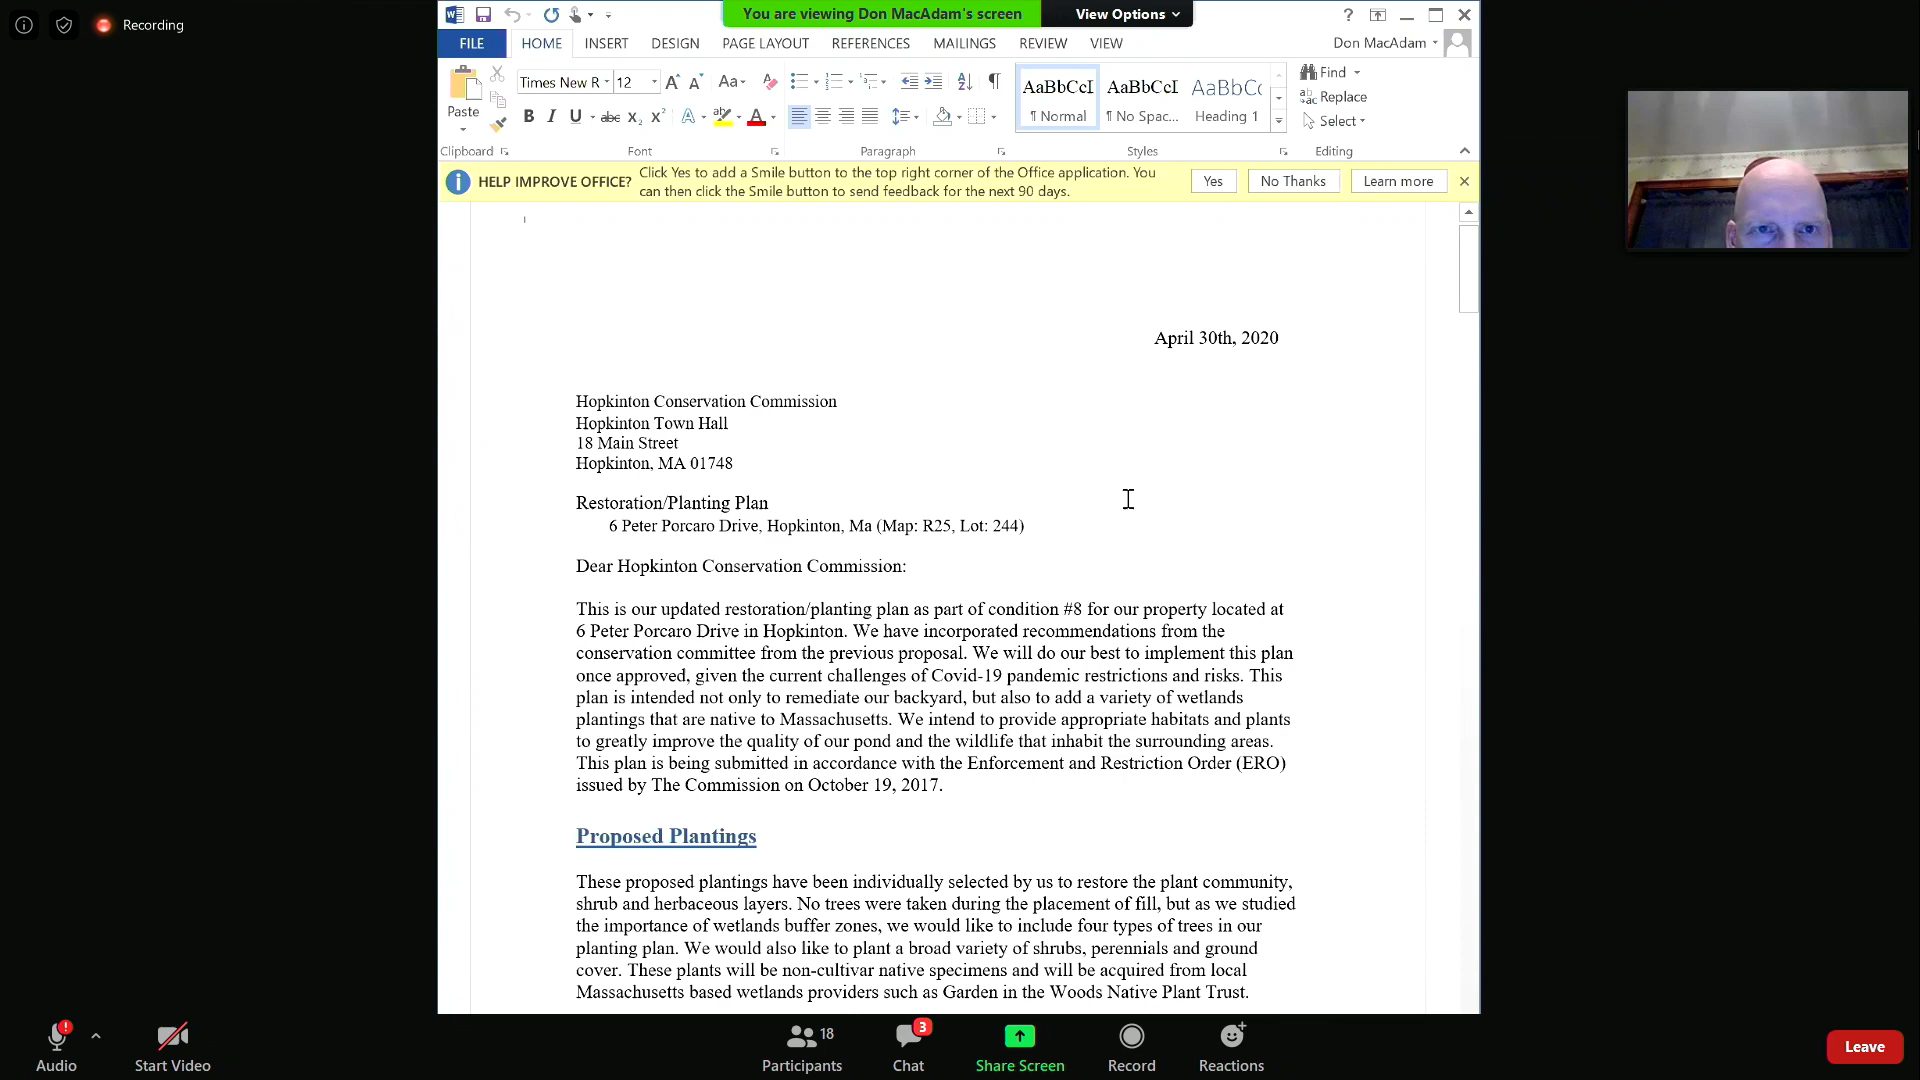 Recording
You are viewing Don MacAdam's screen
View Options
FILE HOME INSERT DESIGN PAGE LAYOUT REFERENCES MAILINGS REVIEW VIEW
Don MacAdam
Paste
Times New R 12
Aa
B I U abc X₂ X²
AaBbCcI AaBbCcI AaBbCc
¶ Normal ¶ No Spac... Heading 1
Find
Replace
Select
Clipboard Font Paragraph Styles Editing
HELP IMPROVE OFFICE?
Click Yes to add a Smile button to the top right corner of the Office application. You
can then click the Smile button to send feedback for the next 90 days.
Yes No Thanks Learn more
April 30th, 2020
Hopkinton Conservation Commission
Hopkinton Town Hall
18 Main Street
Hopkinton, MA 01748
Restoration/Planting Plan
6 Peter Porcaro Drive, Hopkinton, Ma (Map: R25, Lot: 244)
Dear Hopkinton Conservation Commission:
This is our updated restoration/planting plan as part of condition #8 for our property located at
6 Peter Porcaro Drive in Hopkinton. We have incorporated recommendations from the
conservation committee from the previous proposal. We will do our best to implement this plan
once approved, given the current challenges of Covid-19 pandemic restrictions and risks. This
plan is intended not only to remediate our backyard, but also to add a variety of wetlands
plantings that are native to Massachusetts. We intend to provide appropriate habitats and plants
to greatly improve the quality of our pond and the wildlife that inhabit the surrounding areas.
This plan is being submitted in accordance with the Enforcement and Restriction Order (ERO)
issued by The Commission on October 19, 2017.
Proposed Plantings
These proposed plantings have been individually selected by us to restore the plant community,
shrub and herbaceous layers. No trees were taken during the placement of fill, but as we studied
the importance of wetlands buffer zones, we would like to include four types of trees in our
planting plan. We would also like to plant a broad variety of shrubs, perennials and ground
cover. These plants will be non-cultivar native specimens and will be acquired from local
Massachusetts based wetlands providers such as Garden in the Woods Native Plant Trust.
Audio
Start Video
Participants 18
Chat 3
Share Screen
Record
Reactions
Leave